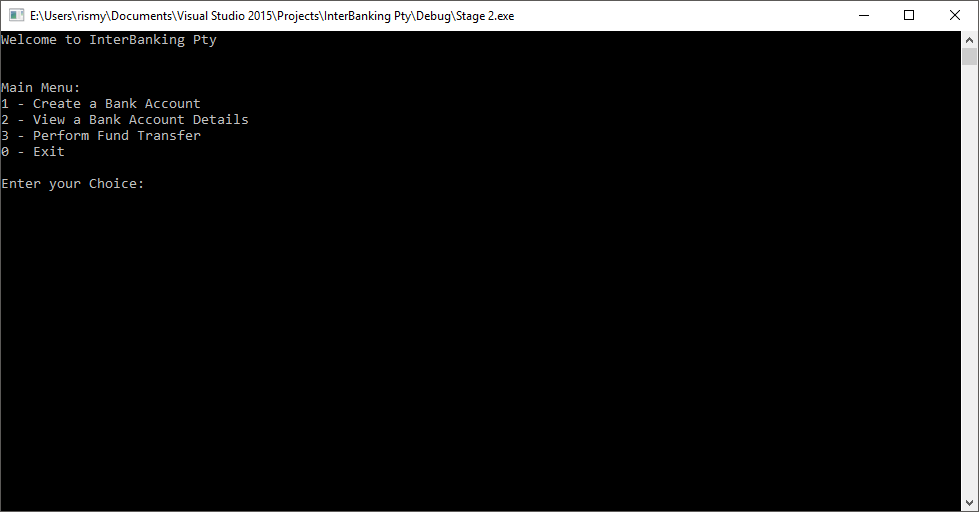 E:\Users\rismy\Documents\Visual Studio 2015\Projects\InterBanking Pty\Debug\Stage 2.exe
Welcome to InterBanking Pty
Main Menu:
1 - Create a Bank Account
2 - View a Bank Account Details
3 - Perform Fund Transfer
0 - Exit
Enter your Choice: